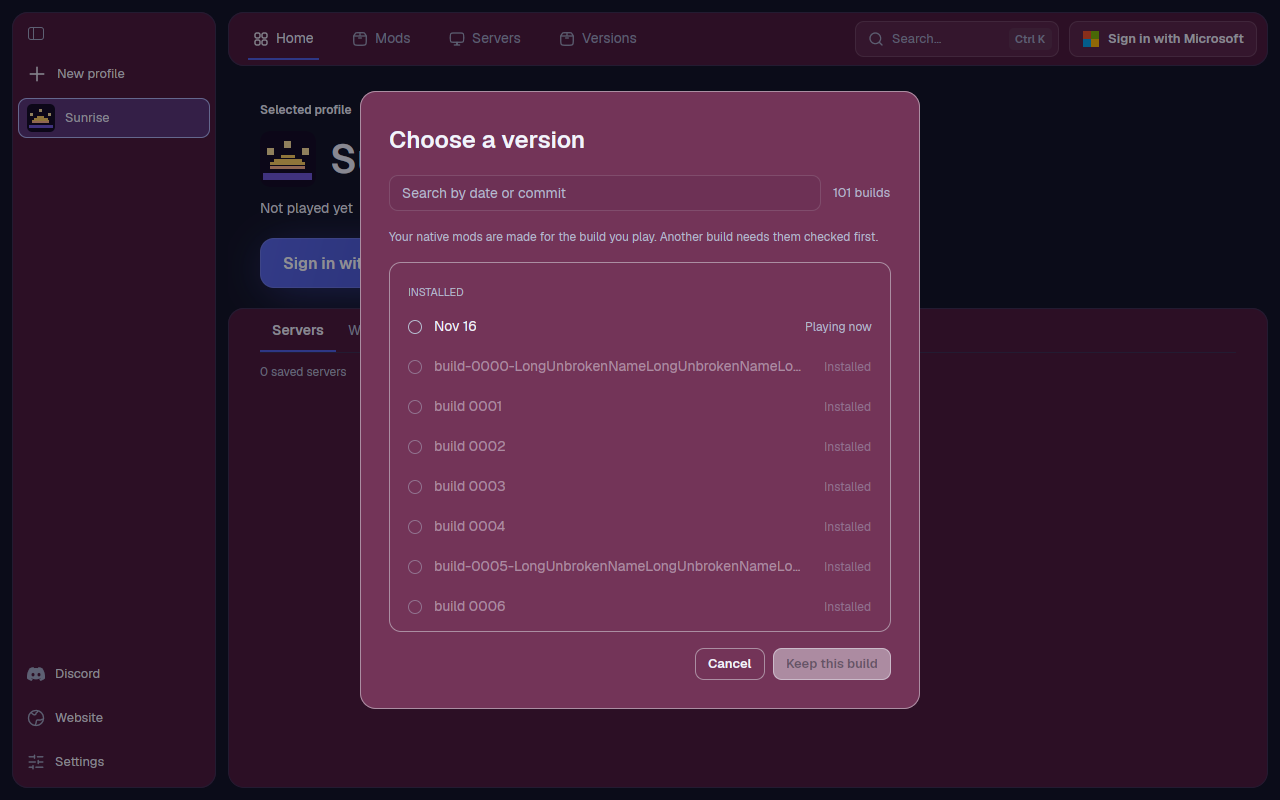 Home
Mods
Servers
Versions
Search...
Ctrl K
Sign in with Microsoft
New profile
Sunrise
Selected profile
Not played yet
Servers
0 saved servers
Choose a version
Search by date or commit
101 builds
Your native mods are made for the build you play. Another build needs them checked first.
INSTALLED
Nov 16
Playing now
build-0000-LongUnbrokenNameLongUnbrokenNameLo...
Installed
build 0001
Installed
build 0002
Installed
build 0003
Installed
build 0004
Installed
build-0005-LongUnbrokenNameLongUnbrokenNameLo...
Installed
build 0006
Installed
Cancel
Keep this build
Discord
Website
Settings
Sign in